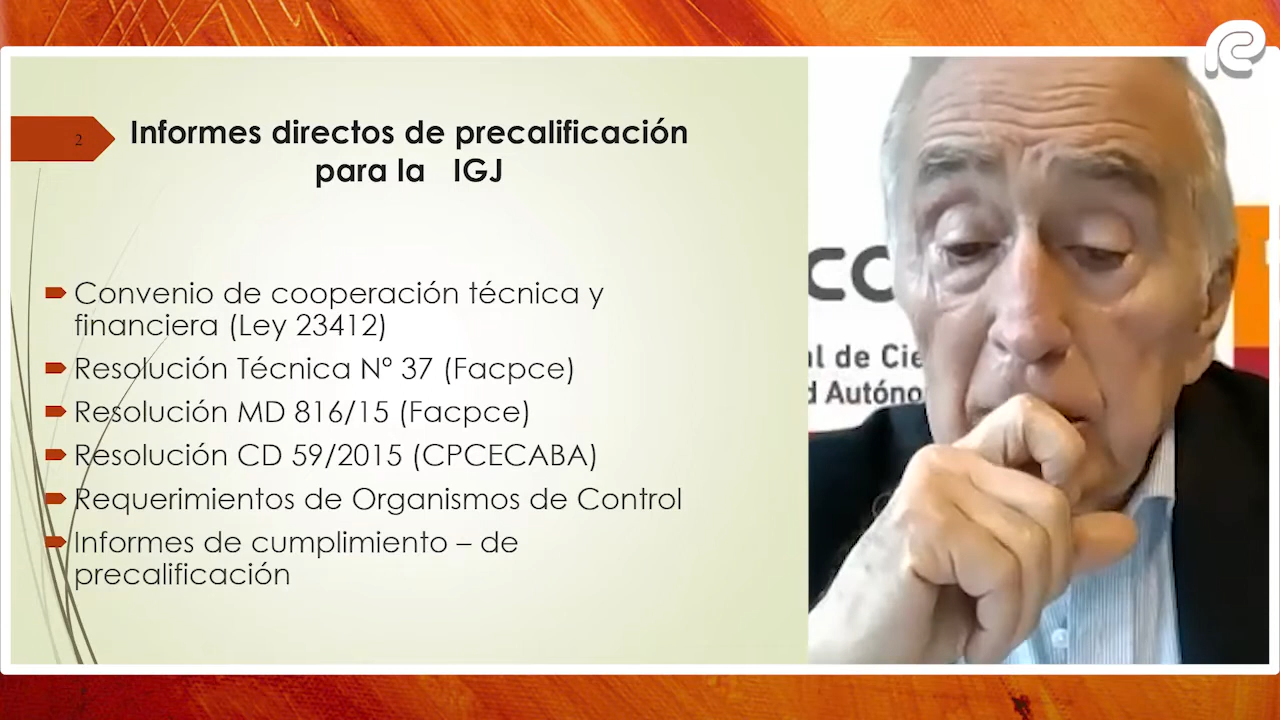 2
Informes directos de precalificación
para la IGJ
Convenio de cooperación técnica y
financiera (Ley 23412)
Resolución Técnica Nº 37 (Facpce)
Resolución MD 816/15 (Facpce)
Resolución CD 59/2015 (CPCECABA)
Requerimientos de Organismos de Control
Informes de cumplimiento – de
precalificación
al de Cie
d Autóno